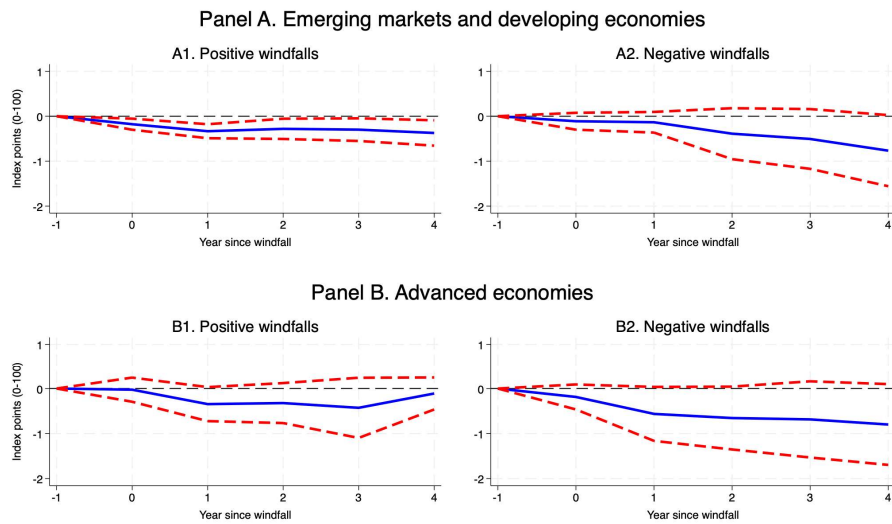 Panel A. Emerging markets and developing economies
A1. Positive windfalls
A2. Negative windfalls
Index points (0-100)
1
0
-1
-2
-1 0 1 2 3 4
Year since windfall
1
0
-1
-2
-1 0 1 2 3 4
Year since windfall
Panel B. Advanced economies
B1. Positive windfalls
B2. Negative windfalls
Index points (0-100)
1
0
-1
-2
-1 0 1 2 3 4
Year since windfall
1
0
-1
-2
-1 0 1 2 3 4
Year since windfall